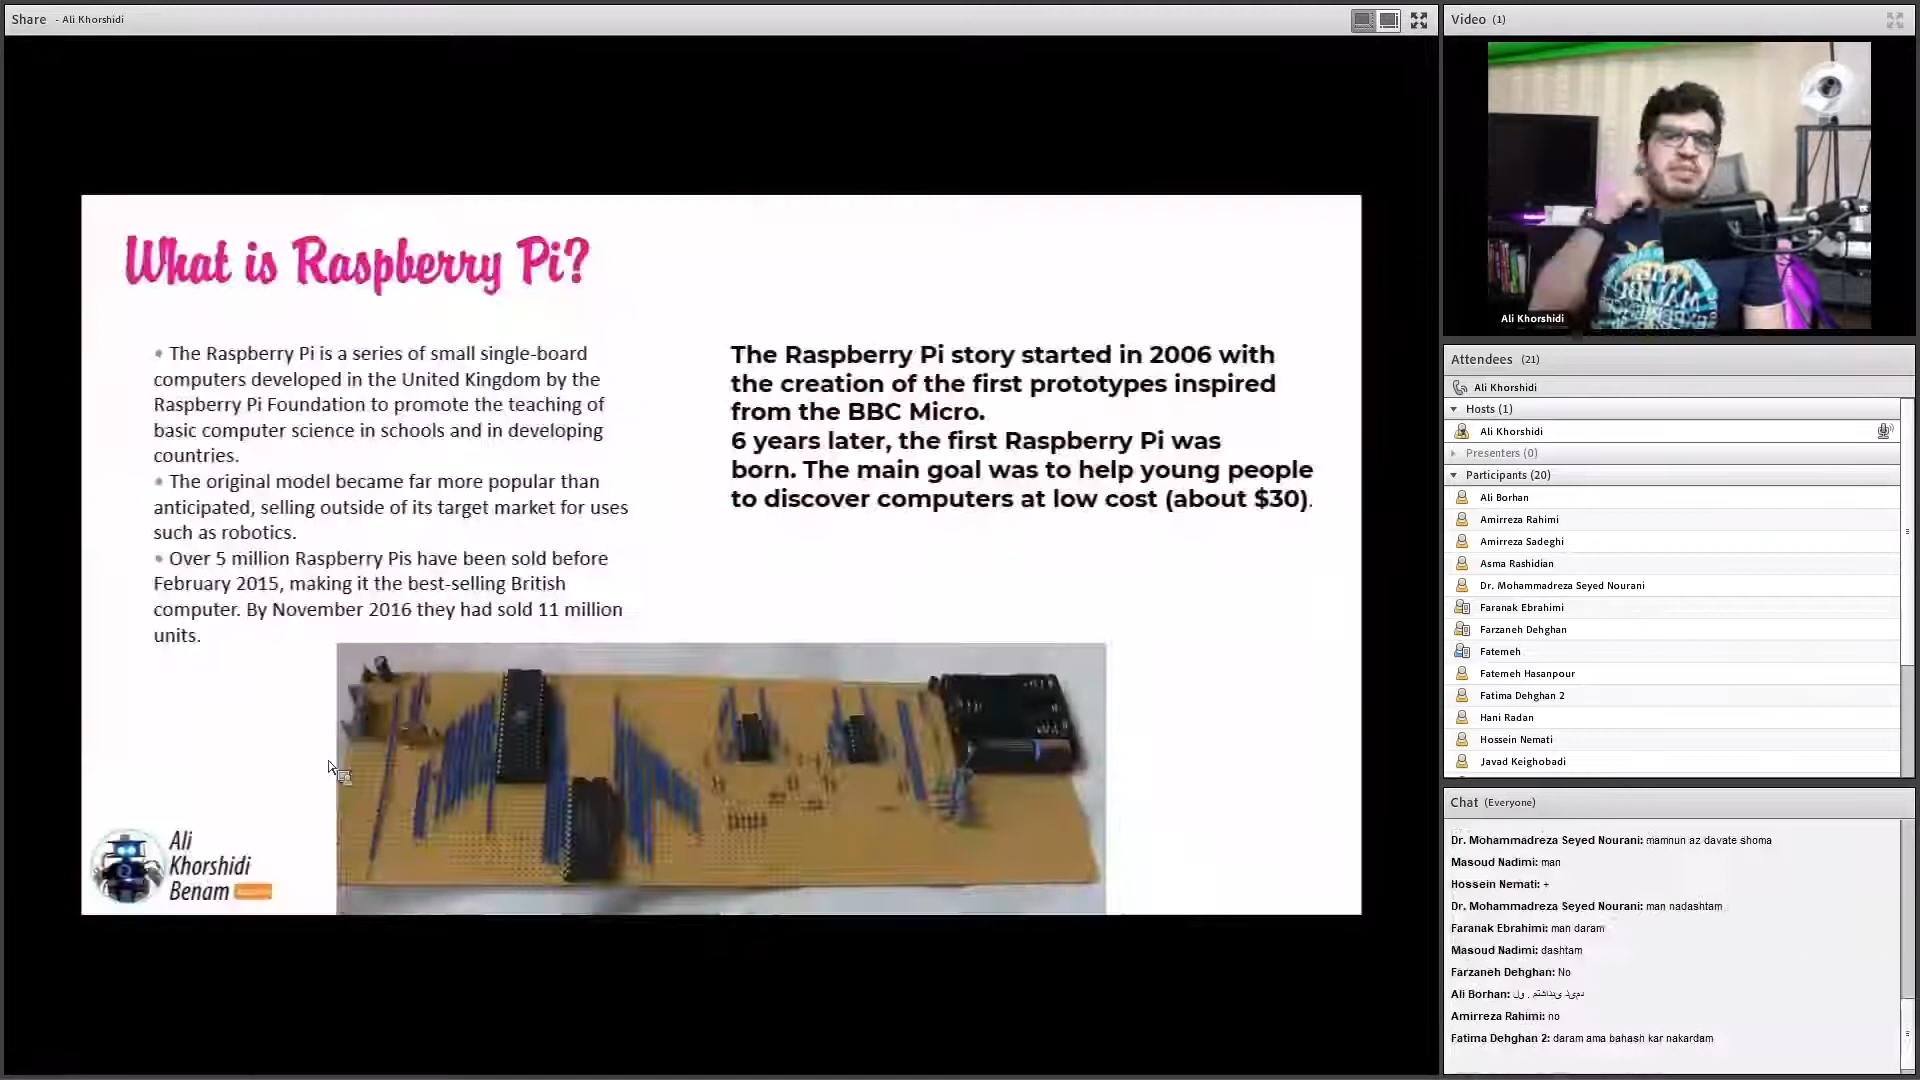 Share - Ali Khorshidi
What is Raspberry Pi?
• The Raspberry Pi is a series of small single-board
computers developed in the United Kingdom by the
Raspberry Pi Foundation to promote the teaching of
basic computer science in schools and in developing
countries.
• The original model became far more popular than
anticipated, selling outside of its target market for uses
such as robotics.
• Over 5 million Raspberry Pis have been sold before
February 2015, making it the best-selling British
computer. By November 2016 they had sold 11 million
units.
The Raspberry Pi story started in 2006 with
the creation of the first prototypes inspired
from the BBC Micro.
6 years later, the first Raspberry Pi was
born. The main goal was to help young people
to discover computers at low cost (about $30).
Ali
Khorshidi
Benam
Video (1)
Ali Khorshidi
Attendees (21)
Ali Khorshidi
Hosts (1)
Ali Khorshidi
Presenters (0)
Participants (20)
Ali Borhan
Amirreza Rahimi
Amirreza Sadeghi
Asma Rashidian
Dr. Mohammadreza Seyed Nourani
Faranak Ebrahimi
Farzaneh Dehghan
Fatemeh
Fatemeh Hasanpour
Fatima Dehghan 2
Hani Radan
Hossein Nemati
Javad Keighobadi
Chat (Everyone)
Dr. Mohammadreza Seyed Nourani: mamnun az davate shoma
Masoud Nadimi: man
Hossein Nemati: +
Dr. Mohammadreza Seyed Nourani: man nadashtam
Faranak Ebrahimi: man daram
Masoud Nadimi: dashtam
Farzaneh Dehghan: No
Ali Borhan:
Amirreza Rahimi: no
Fatima Dehghan 2: daram ama bahash kar nakardam